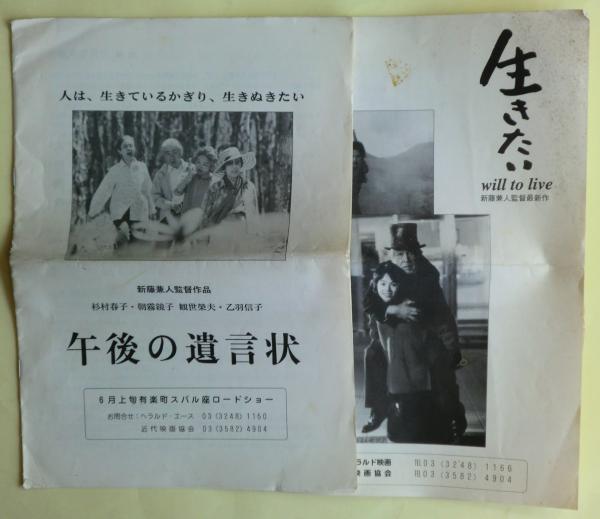 人は、生きているかぎり、生きぬきたい
新藤兼人監督作品
杉村春子・朝霧鏡子 観世榮夫・乙羽信子
午後の遺言状
6月上旬有楽町スバル座ロードショー
お問合せ:ヘラルド・エース 03(3248)1160
近代映画協会 03(3582)4904
生きたい
will to live
新藤兼人監督最新作
ラルド映画 ☎03(3248)1166
映画協会 ☎03(3582)4904